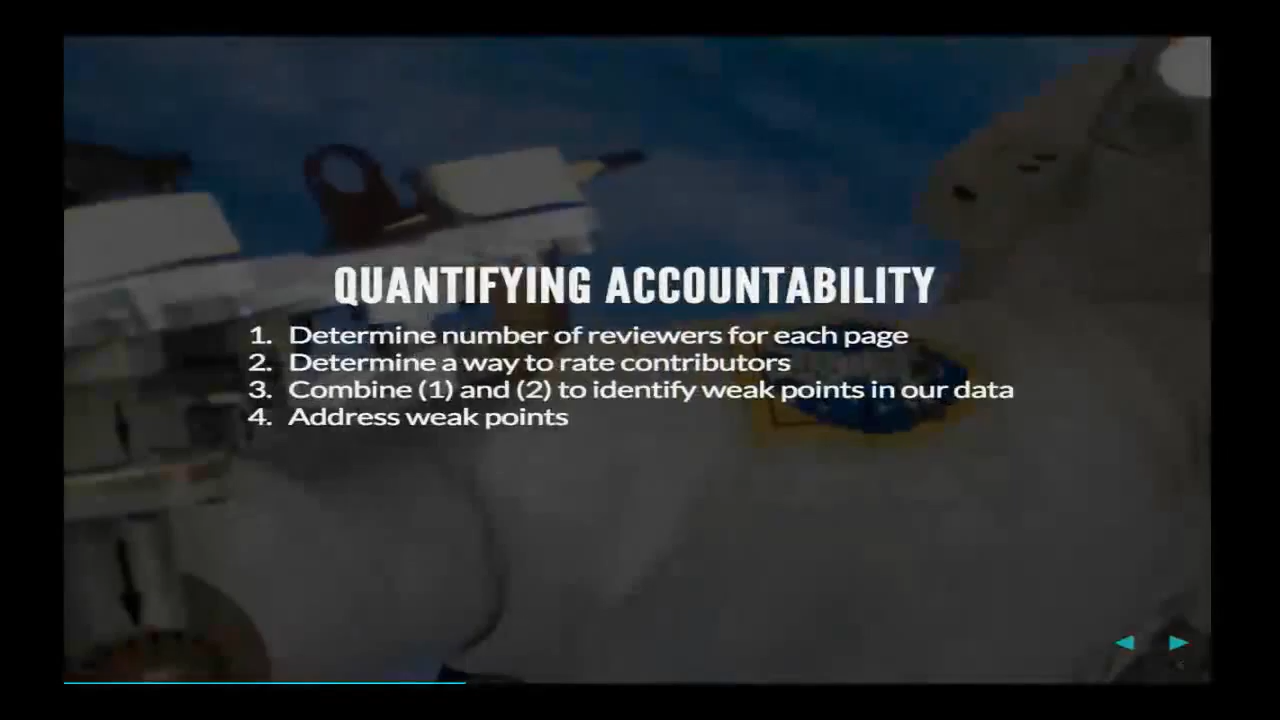 QUANTIFYING ACCOUNTABILITY
1. Determine number of reviewers for each page
2. Determine a way to rate contributors
3. Combine (1) and (2) to identify weak points in our data
4. Address weak points